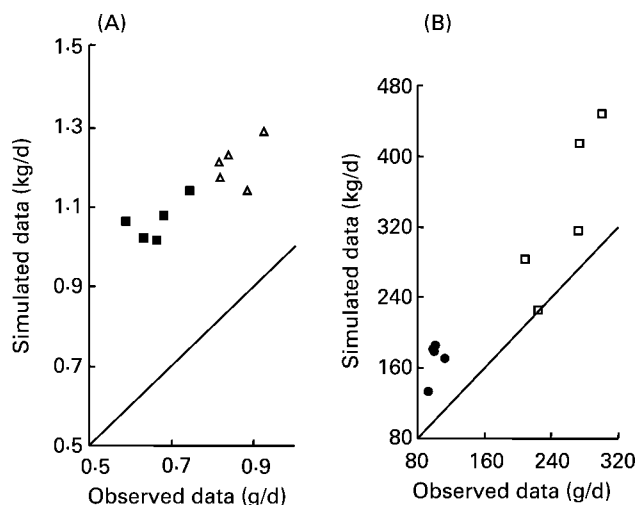 (A)
1·5
1·3
1·1
0·9
0·7
0·5
Simulated data (kg/d)
0·5 0·7 0·9
Observed data (g/d)
(B)
480
400
320
240
160
80
Simulated data (kg/d)
80 160 240 320
Observed data (g/d)